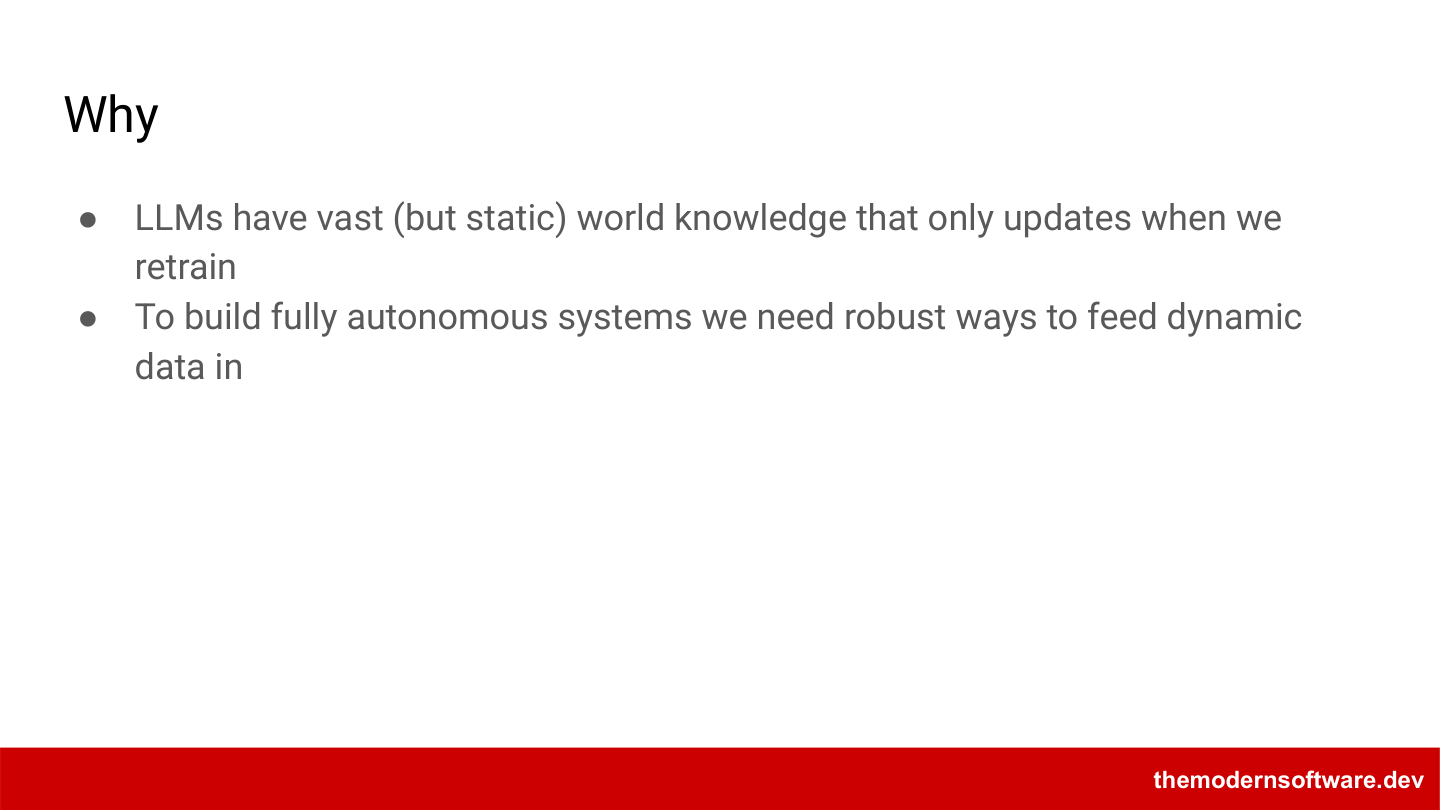 Why
● LLMs have vast (but static) world knowledge that only updates when we
retrain
● To build fully autonomous systems we need robust ways to feed dynamic
data in
themodernsoftware.dev